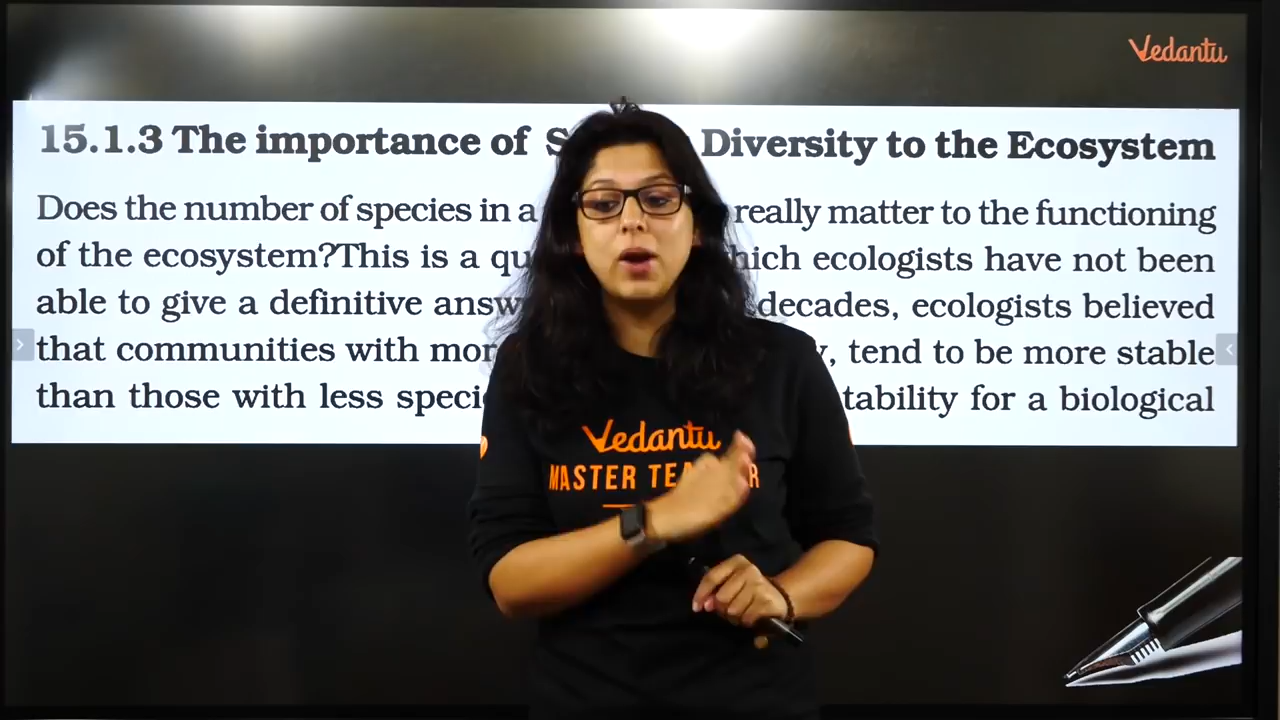 Vedantu
15.1.3 The importance of S Diversity to the Ecosystem
Does the number of species in a really matter to the functioning
of the ecosystem?This is a qu hich ecologists have not been
able to give a definitive answ decades, ecologists believed
that communities with mor y, tend to be more stable
than those with less speci tability for a biological
Vedantu
MASTER TEA R